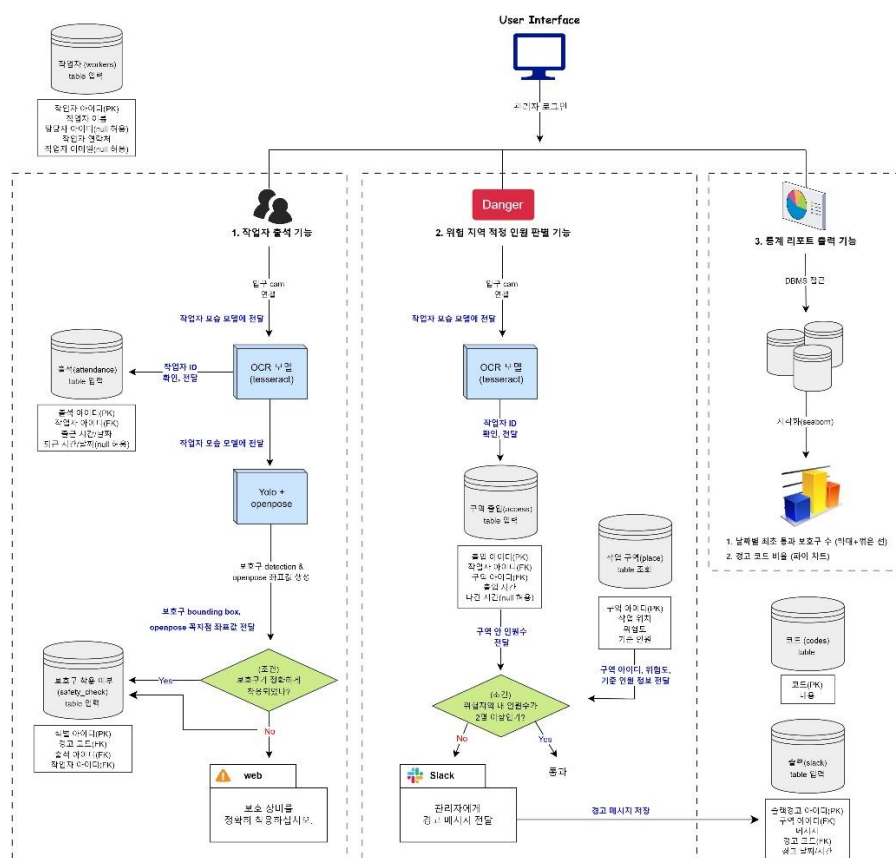 User Interface
관리자 로그인
작업자 (workers)
table 입력
작업자 아이디(PK)
작업자 이름
담당자 아이디(null 허용)
작업자 연락처
작업자 이메일(null 허용)
1. 작업자 출석 기능
입구 cam
연결
작업자 모습 모델에 전달
OCR 모델
(tesseract)
작업자 ID
확인, 전달
출석(attendance)
table 입력
출석 아이디(PK)
작업자 아이디(FK)
출근 시간/날짜
퇴근 시간/날짜(null 허용)
작업자 모습 모델에 전달
Yolo +
openpose
보호구 detection &
openpose 좌표값 생성
보호구 bounding box,
openpose 꼭지점 좌표값 전달
(조건)
보호구가 정확하게
착용되었나?
Yes
No
보호구 착용 여부
(safety_check)
table 입력
식별 아이디(PK)
경고 코드(FK)
출석 아이디(FK)
작업자 아이디(FK)
web
보호 장비를
정확히 착용하십시오.
Danger
2. 위험 지역 적정 인원 판별 기능
입구 cam
연결
작업자 모습 모델에 전달
OCR 모델
(tesseract)
작업자 ID
확인, 전달
구역 출입(access)
table 입력
출입 아이디(PK)
작업자 아이디(FK)
구역 아이디(FK)
출입 시간
나간 시간(null 허용)
구역 안 인원수
전달
작업 구역(place)
table 조회
구역 아이디(PK)
작업 위치
위험도
기준 인원
구역 아이디, 위험도,
기준 인원 정보 전달
(조건)
위험지역 내 인원수가
2명 이상인가?
No
Yes
통과
Slack
관리자에게
경고 메시지 전달
경고 메시지 저장
3. 통계 리포트 출력 기능
DBMS 접근
시각화(seaborn)
1. 날짜별 최초 통과 보호구 수 (막대+꺾은 선)
2. 경고 코드 비율 (파이 차트)
코드 (codes)
table
코드(PK)
내용
슬랙(slack)
table 입력
슬랙경고 아이디(PK)
구역 아이디(FK)
메시지
경고 코드(FK)
경고 날짜/시간